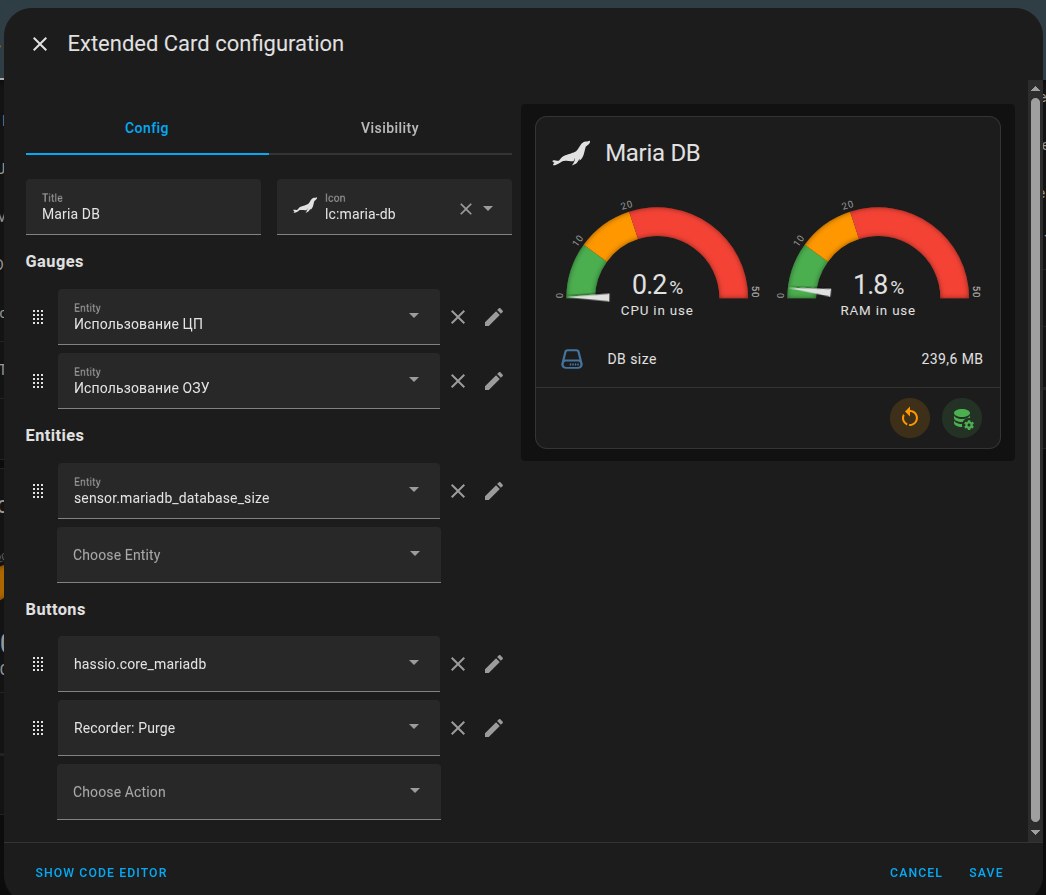 Extended Card configuration
Config
Visibility
Title
Maria DB
Icon
lc:maria-db
Gauges
Entity
Использование ЦП
Entity
Использование ОЗУ
Entities
Entity
sensor.mariadb_database_size
Choose Entity
Buttons
hassio.core_mariadb
Recorder: Purge
Choose Action
Maria DB
0
10
20
50
0.2%
CPU in use
0
10
20
50
1.8%
RAM in use
DB size
239,6 MB
SHOW CODE EDITOR
CANCEL
SAVE